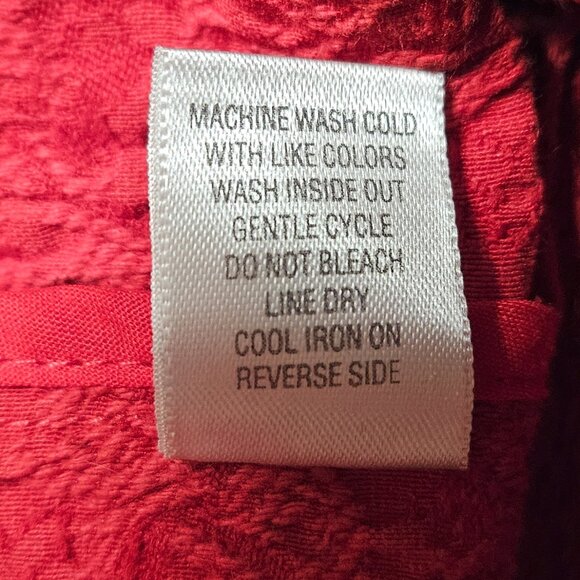 MACHINE WASH COLD
WITH LIKE COLORS
WASH INSIDE OUT
GENTLE CYCLE
DO NOT BLEACH
LINE DRY
COOL IRON ON
REVERSE SIDE